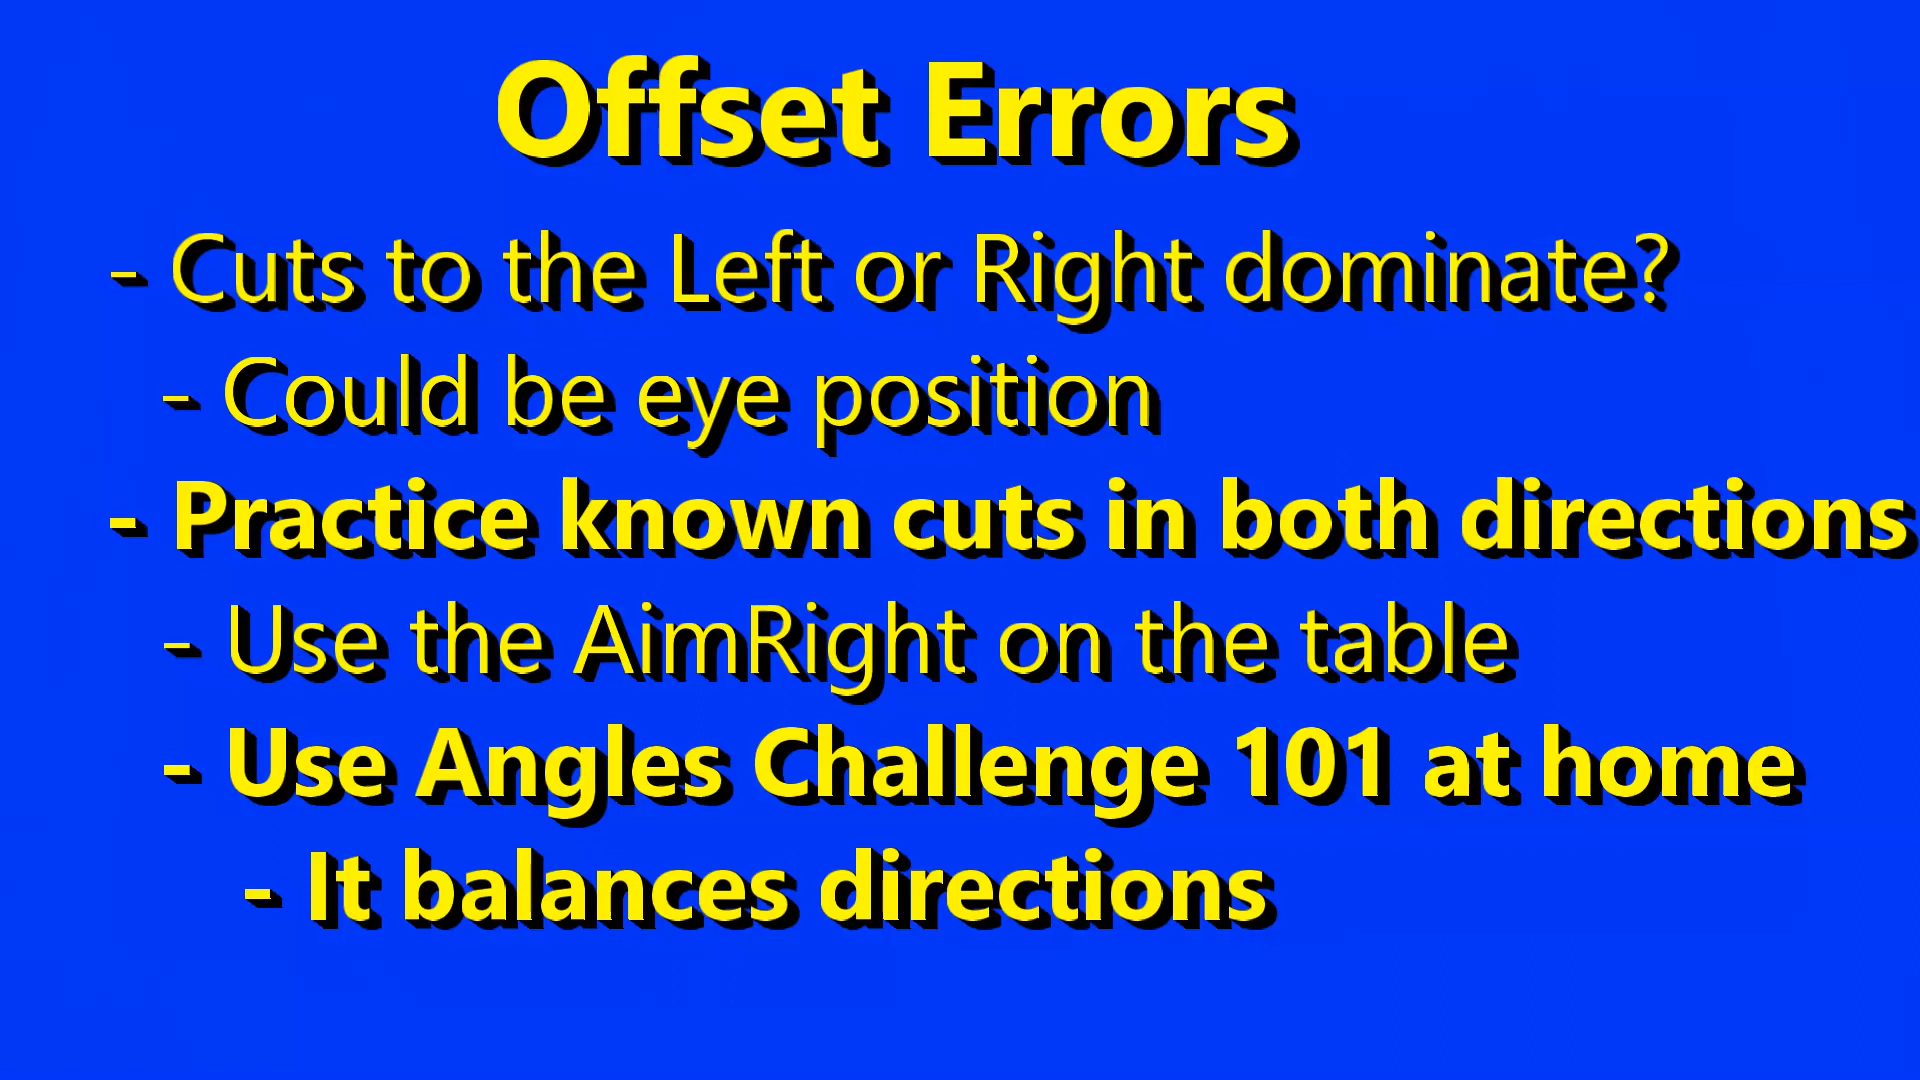 Offset Errors
- Cuts to the Left or Right dominate?
- Could be eye position
- Practice known cuts in both directions
- Use the AimRight on the table
- Use Angles Challenge 101 at home
- It balances directions